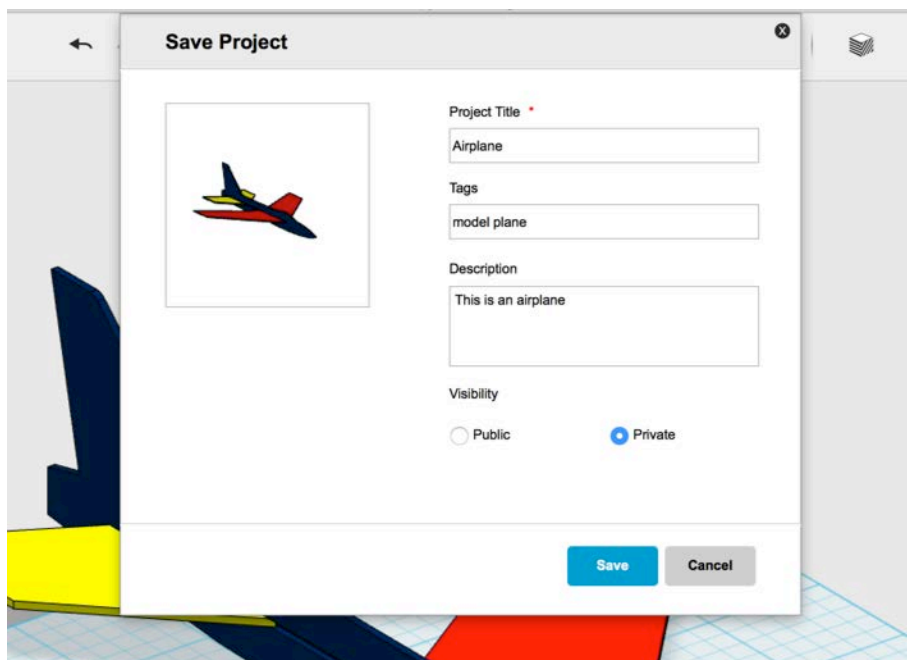 Save Project
Project Title *
Airplane
Tags
model plane
Description
This is an airplane
Visibility
Public
Private
Save
Cancel